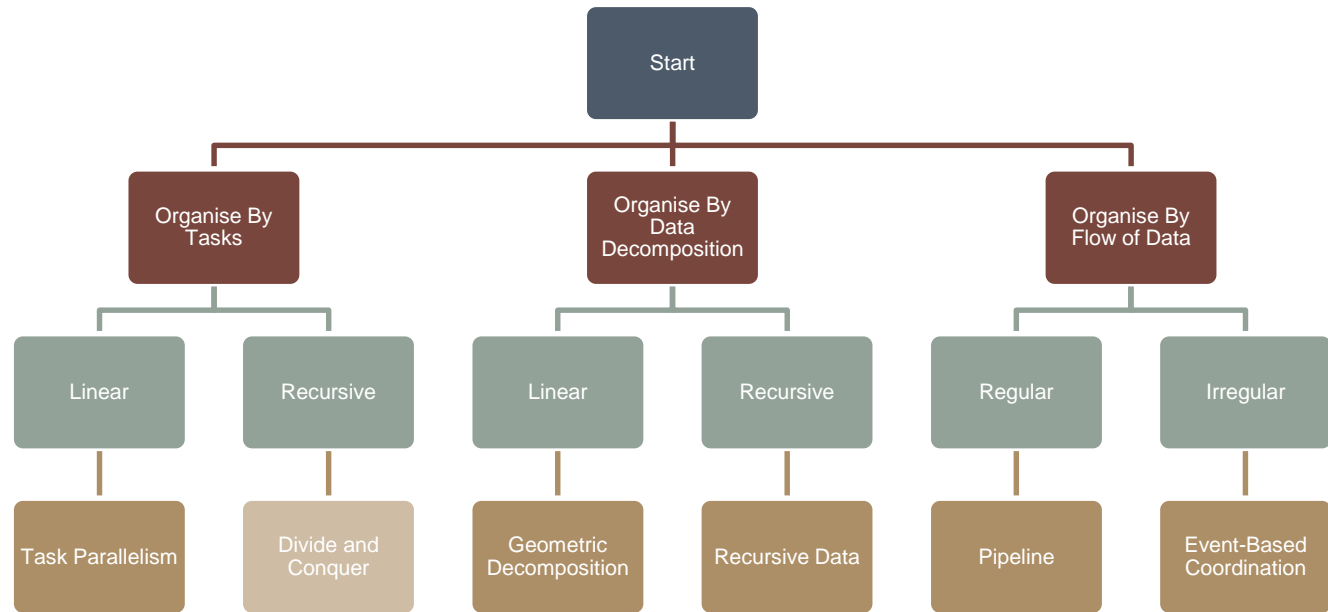 Start
Organise By
Tasks
Organise By
Data
Decomposition
Organise By
Flow of Data
Linear
Recursive
Linear
Recursive
Regular
Irregular
Task Parallelism
Divide and
Conquer
Geometric
Decomposition
Recursive Data
Pipeline
Event-Based
Coordination